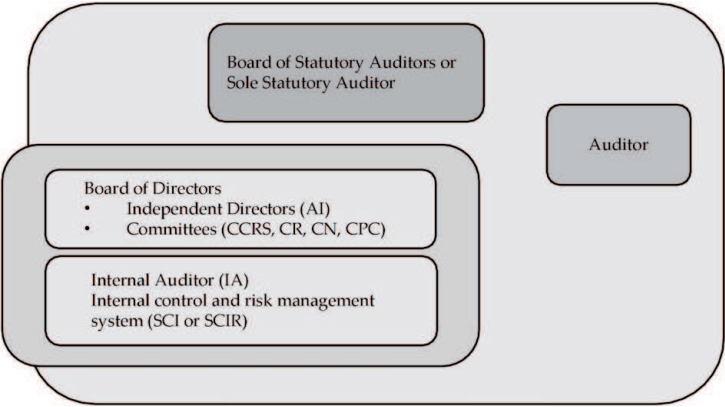 Board of Statutory Auditors or
Sole Statutory Auditor
Auditor
Board of Directors
• Independent Directors (AI)
• Committees (CCRS, CR, CN, CPC)
Internal Auditor (IA)
Internal control and risk management
system (SCI or SCIR)